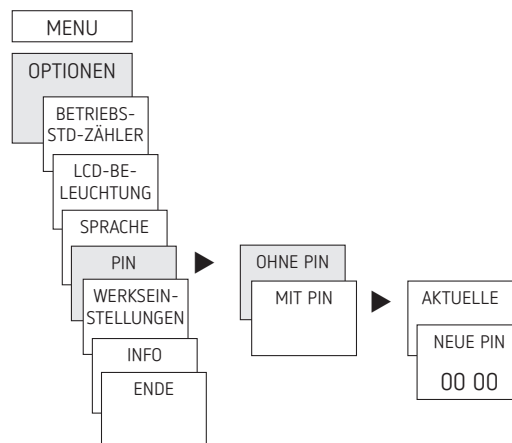 MENU
OPTIONEN
BETRIEBS-
STD-ZÄHLER
LCD-BE-
LEUCHTUNG
SPRACHE
PIN
WERKSEIN-
STELLUNGEN
INFO
ENDE
OHNE PIN
MIT PIN
AKTUELLE
NEUE PIN
00 00